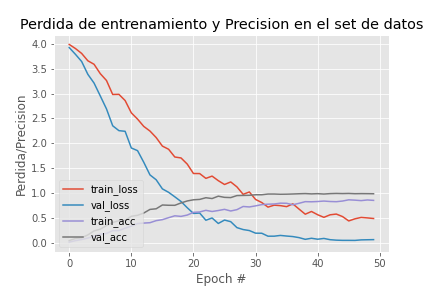 Perdida de entrenamiento y Precision en el set de datos
4.0
3.5
3.0
2.5
2.0
1.5
1.0
0.5
0.0
Perdida/Precision
train_loss
val_loss
train_acc
val_acc
0 10 20 30 40 50
Epoch #